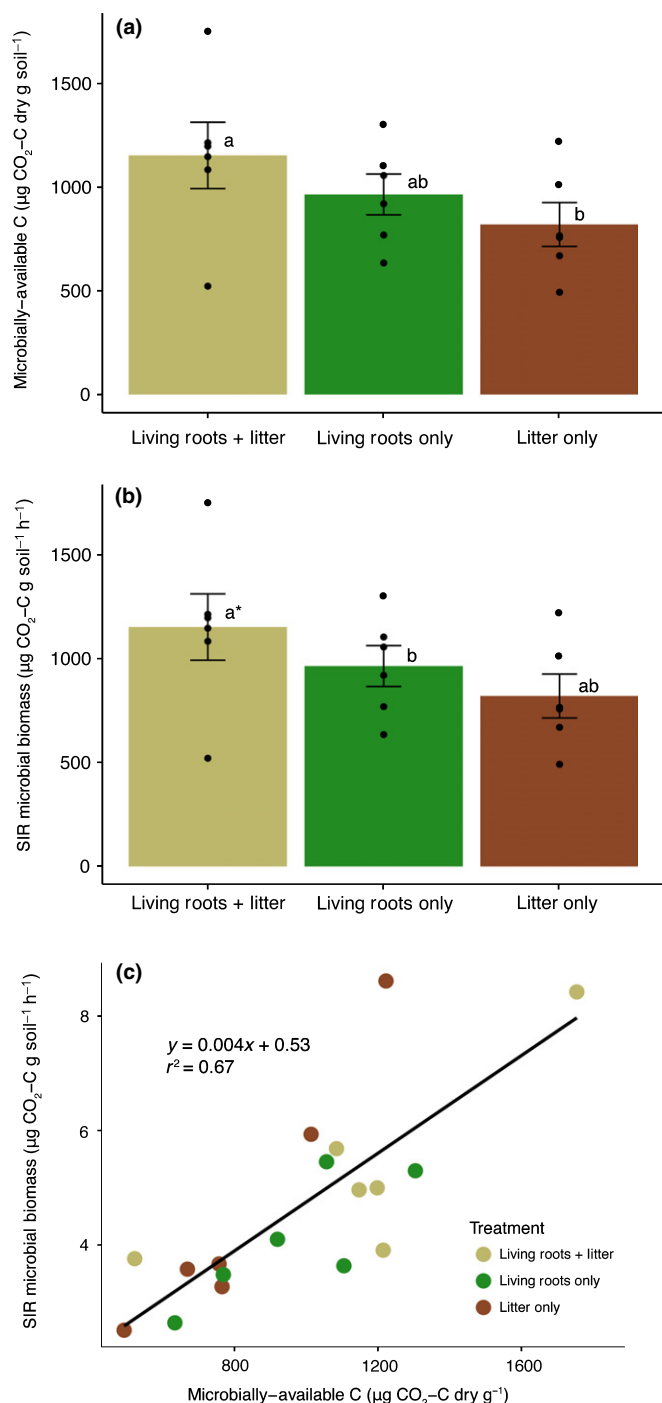 (a)
Microbially–available C (µg CO₂–C dry g soil⁻¹)
1500
1000
500
0
a
ab
b
Living roots + litter
Living roots only
Litter only
(b)
SIR microbial biomass (µg CO₂–C g soil⁻¹ h⁻¹)
1500
1000
500
0
a*
b
ab
Living roots + litter
Living roots only
Litter only
(c)
SIR microbial biomass (µg CO₂–C g soil⁻¹ h⁻¹)
8
6
4
y = 0.004x + 0.53
r² = 0.67
Treatment
Living roots + litter
Living roots only
Litter only
800
1200
1600
Microbially–available C (µg CO₂–C dry g⁻¹)